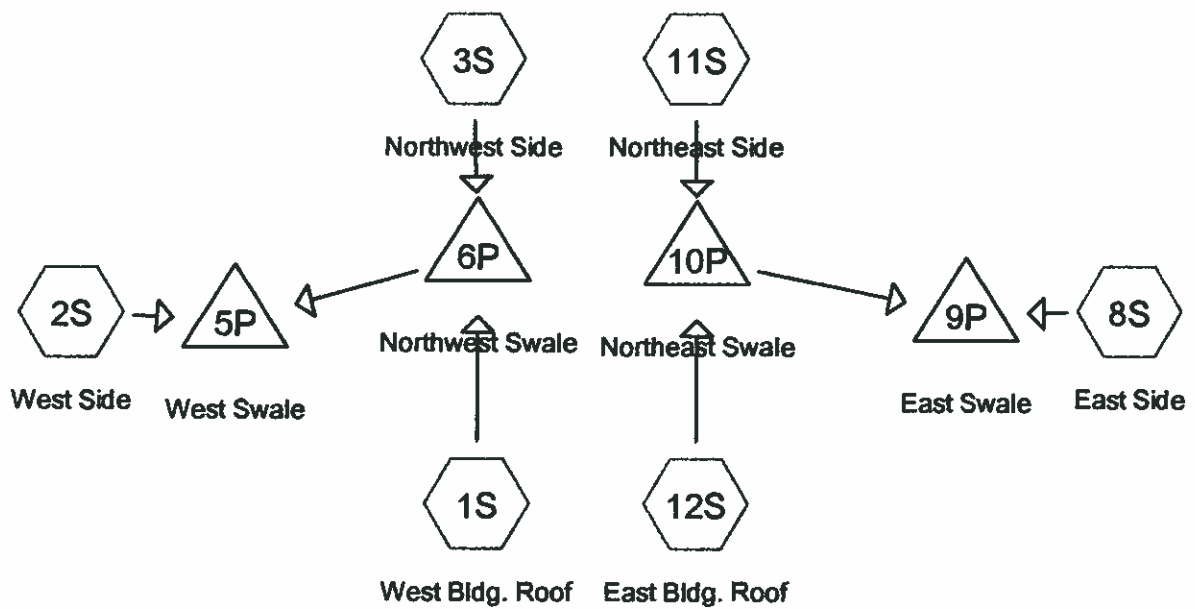 3S
11S
Northwest Side
Northeast Side
6P
10P
2S
5P
9P
8S
Northwest Swale
Northeast Swale
West Side
West Swale
East Swale
East Side
1S
12S
West Bldg. Roof
East Bldg. Roof